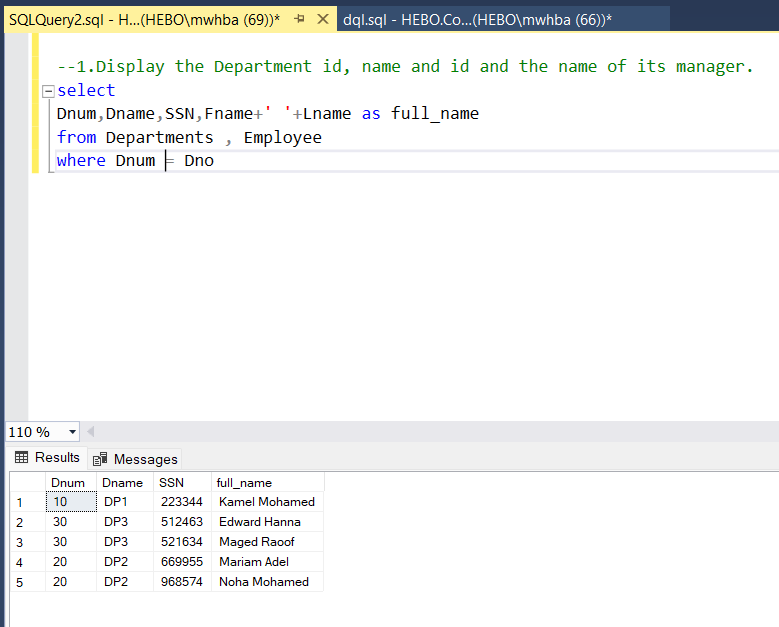 SQLQuery2.sql - H...(HEBO\mwhba (69))* dql.sql - HEBO.Co...(HEBO\mwhba (66))*
--1.Display the Department id, name and id and the name of its manager.
select
Dnum,Dname,SSN,Fname+' '+Lname as full_name
from Departments , Employee
where Dnum = Dno
110 %
Results Messages
Dnum Dname SSN full_name
1 10 DP1 223344 Kamel Mohamed
2 30 DP3 512463 Edward Hanna
3 30 DP3 521634 Maged Raoof
4 20 DP2 669955 Mariam Adel
5 20 DP2 968574 Noha Mohamed